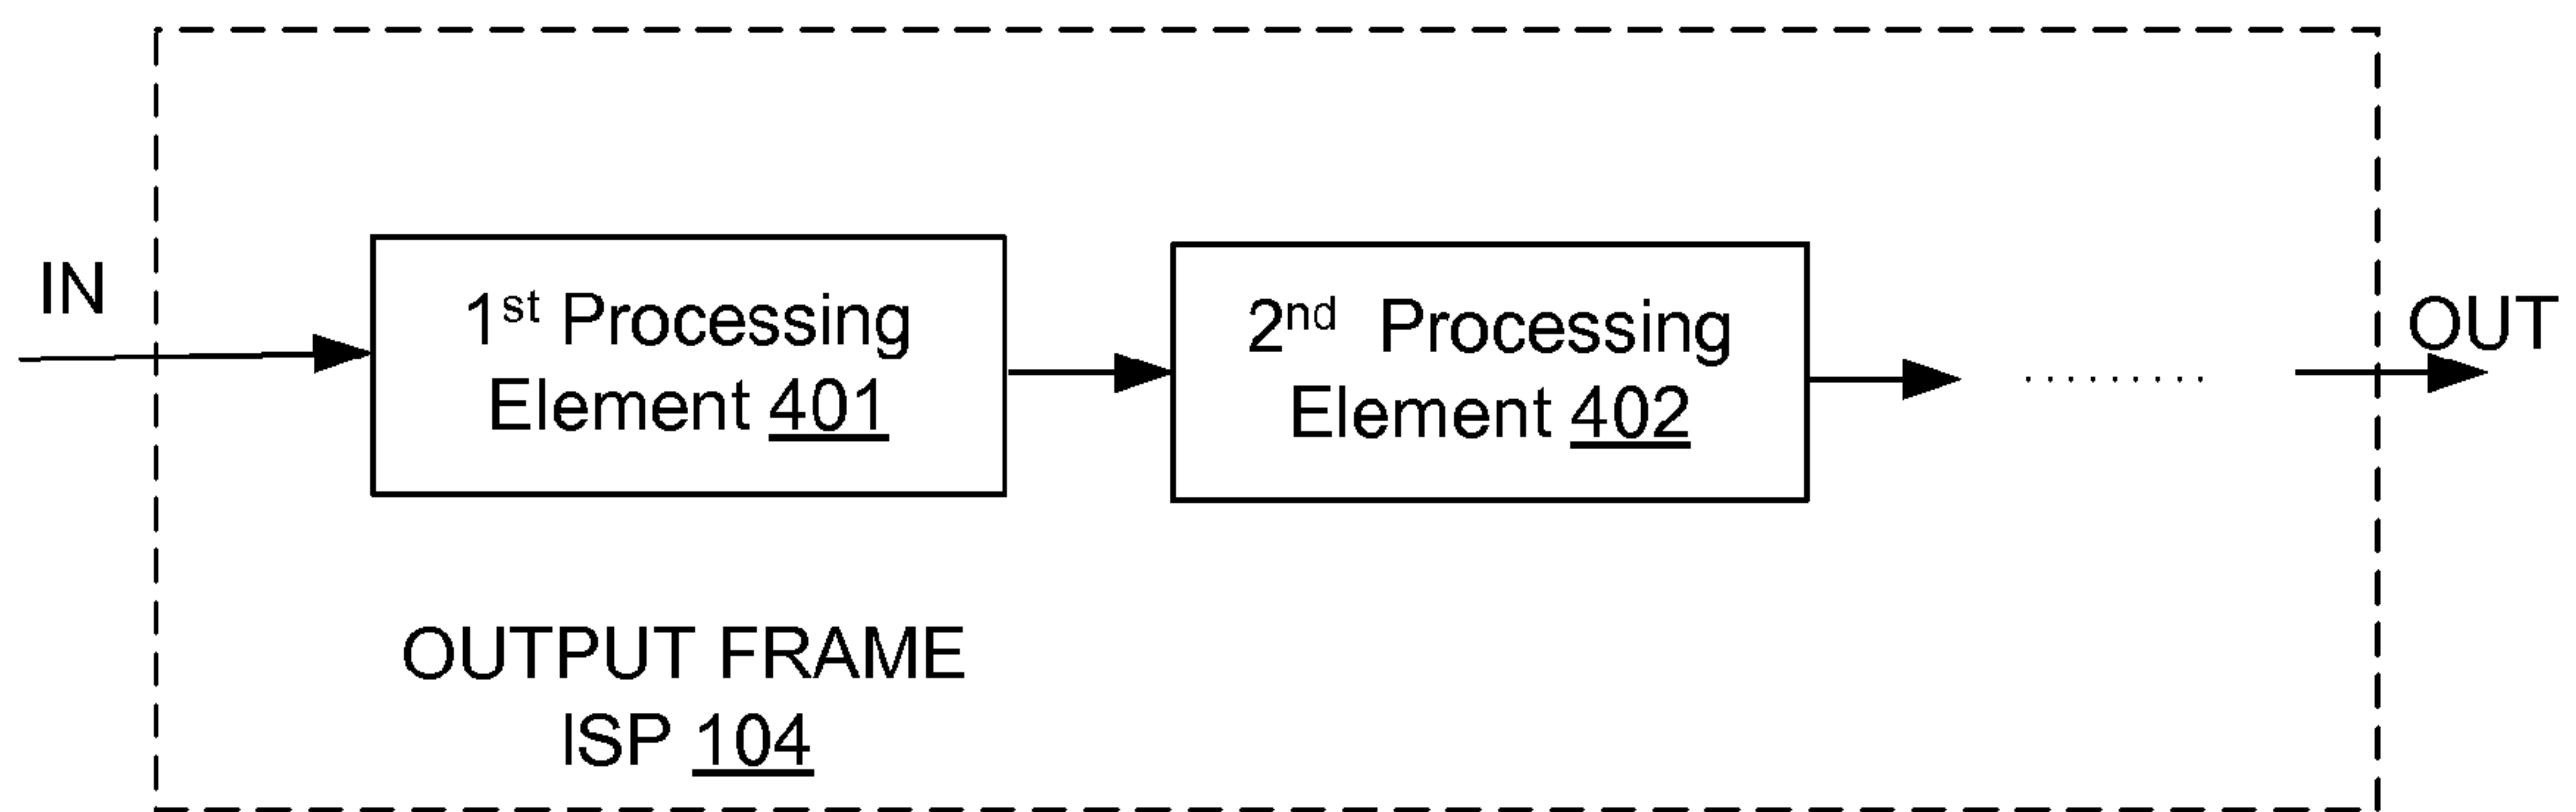 IN
1st Processing
Element 401
2nd Processing
Element 402
OUT
OUTPUT FRAME
ISP 104